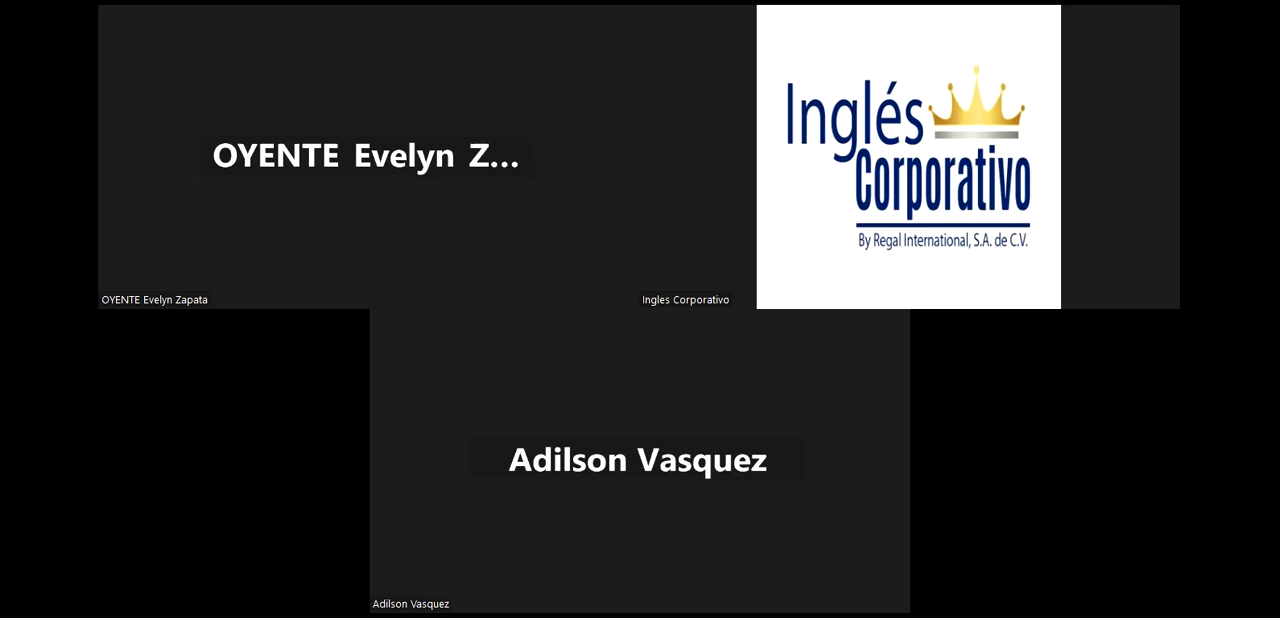 OYENTE Evelyn Z...
OYENTE Evelyn Zapata
Inglés
Corporativo
By Regal International, S.A. de C.V.
Ingles Corporativo
Adilson Vasquez
Adilson Vasquez